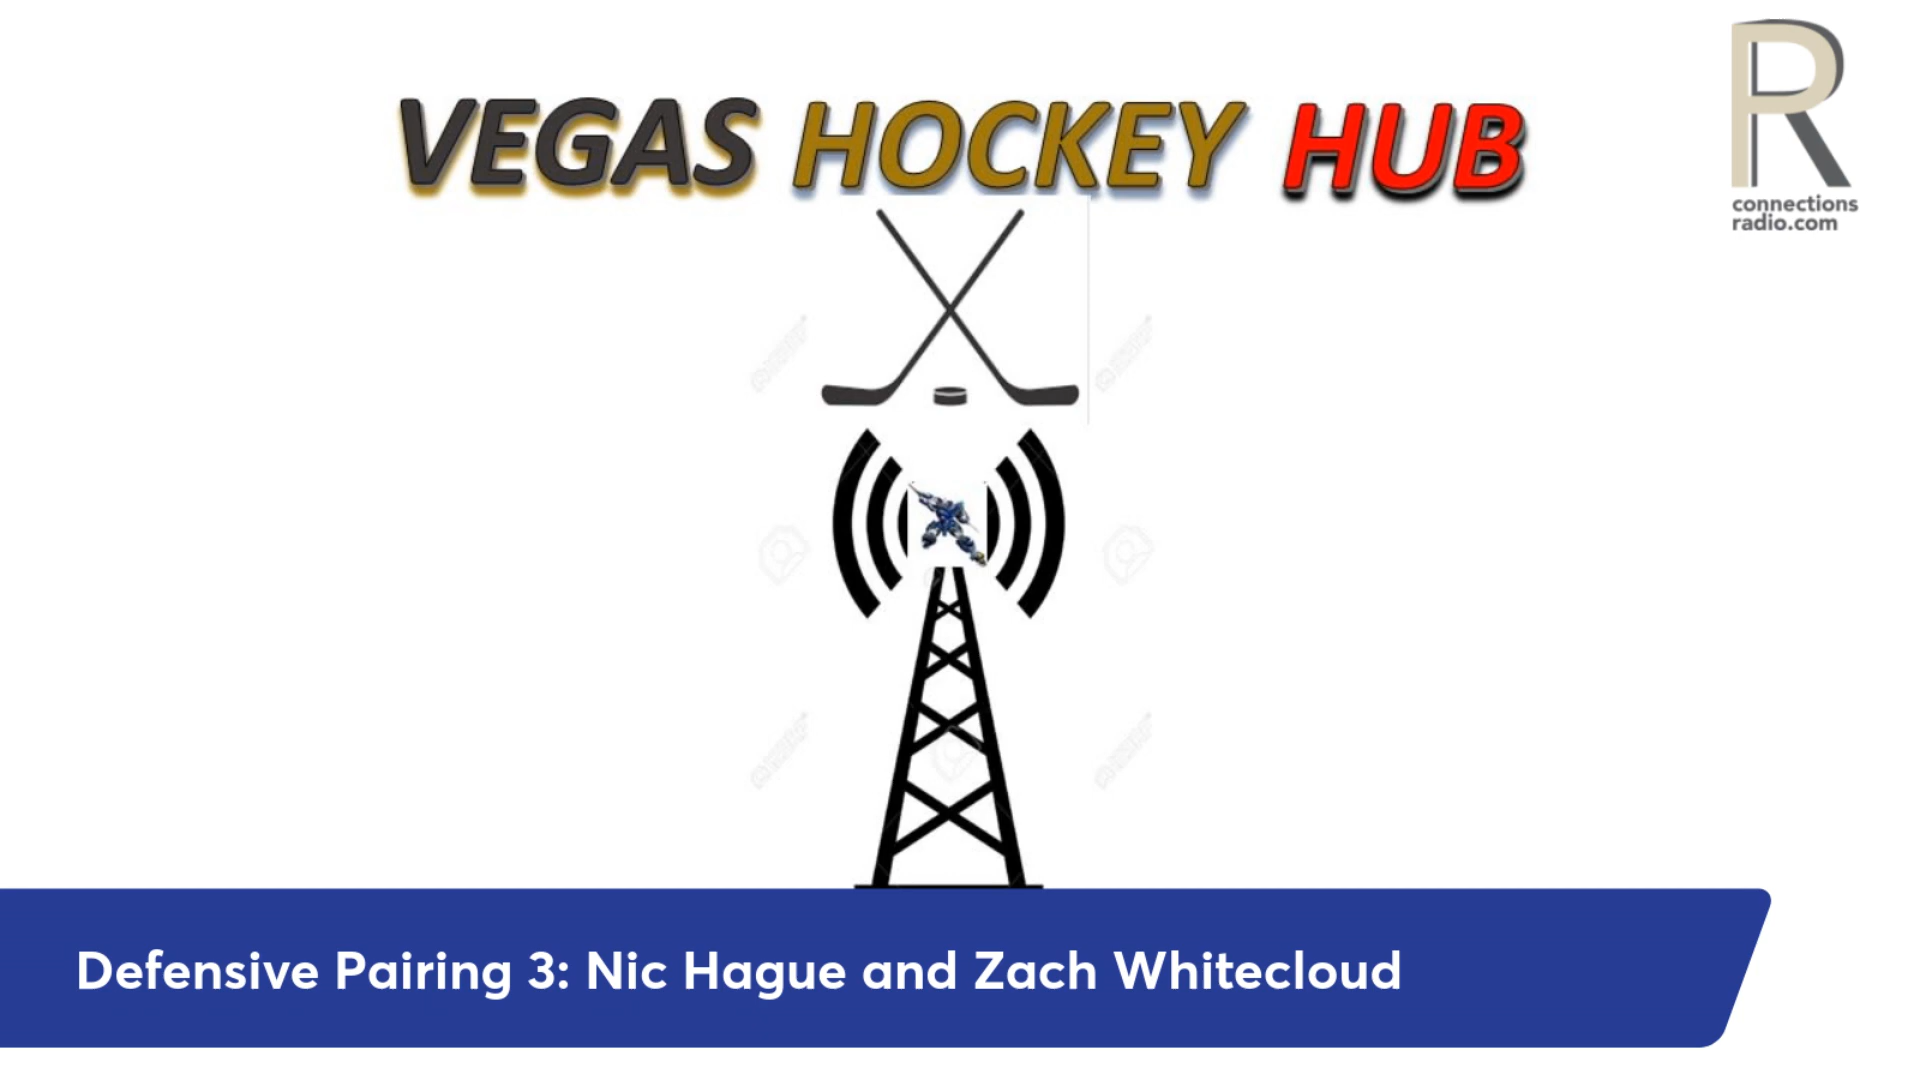 VEGAS HOCKEY HUB
R
connections
radio.com
Defensive Pairing 3: Nic Hague and Zach Whitecloud